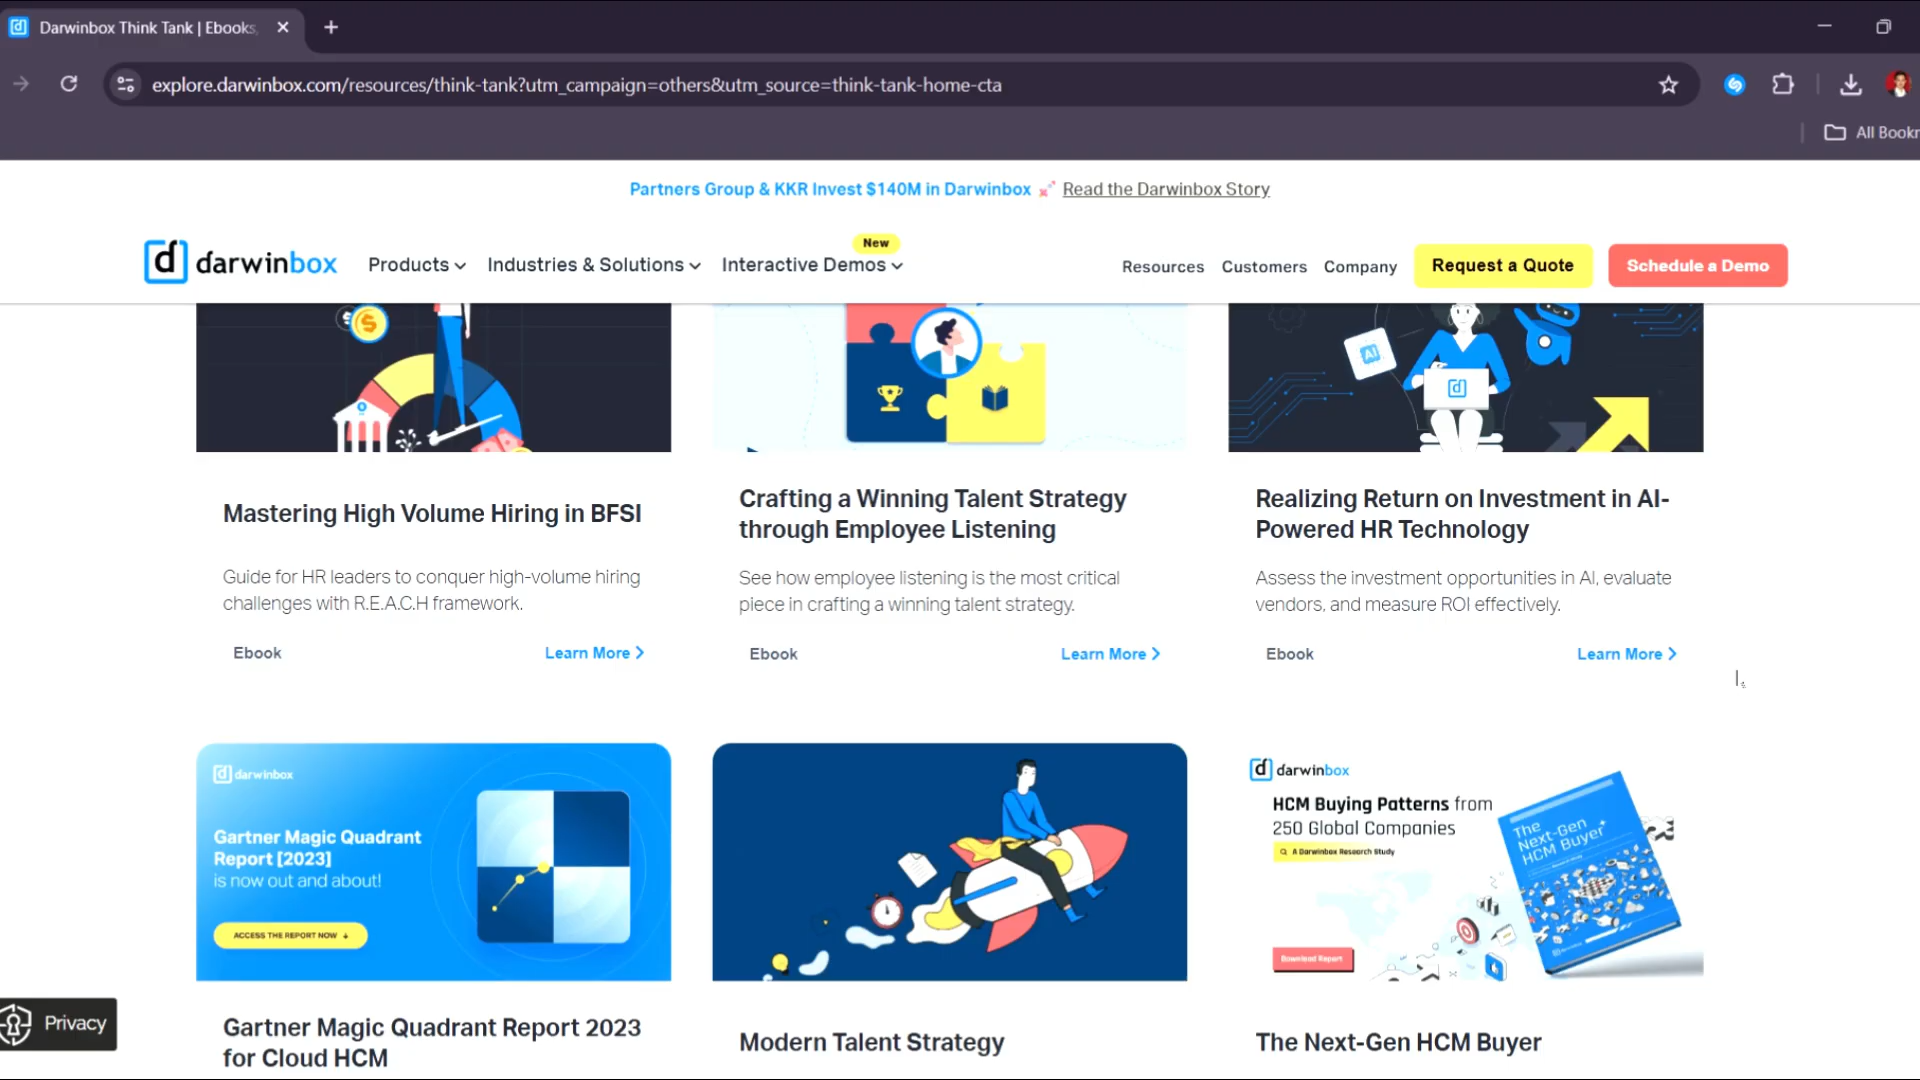 Darwinbox Think Tank | Ebooks,
explore.darwinbox.com/resources/think-tank?utm_campaign=others&utm_source=think-tank-home-cta
All Bookr
Partners Group & KKR Invest $140M in Darwinbox Read the Darwinbox Story
darwinbox
Products
Industries & Solutions
Interactive Demos
New
Resources
Customers
Company
Request a Quote
Schedule a Demo
AI
Mastering High Volume Hiring in BFSI
Guide for HR leaders to conquer high-volume hiring
challenges with R.E.A.C.H framework.
Ebook
Learn More
Crafting a Winning Talent Strategy
through Employee Listening
See how employee listening is the most critical
piece in crafting a winning talent strategy.
Ebook
Learn More
Realizing Return on Investment in AI-
Powered HR Technology
Assess the investment opportunities in AI, evaluate
vendors, and measure ROI effectively.
Ebook
Learn More
darwinbox
Gartner Magic Quadrant
Report [2023]
is now out and about!
ACCESS THE REPORT NOW
Gartner Magic Quadrant Report 2023
for Cloud HCM
Modern Talent Strategy
darwinbox
HCM Buying Patterns from
250 Global Companies
A Darwinbox Research Study
Download Report
The
Next-Gen
HCM Buyer
The Next-Gen HCM Buyer
Privacy